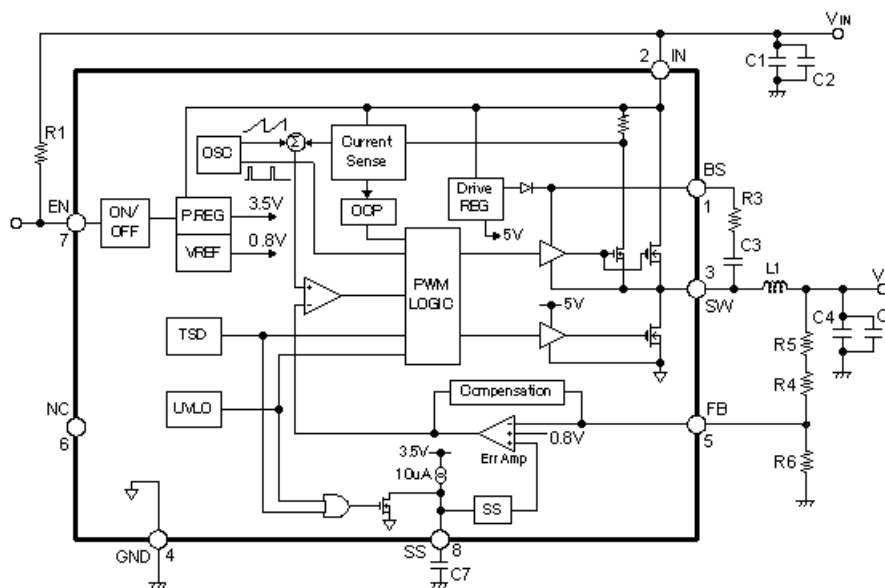 VIN
2 IN
C1
C2
R1
OSC
Σ
Current
Sense
BS
1
R3
Drive
REG
EN
7
ON/
OFF
P.REG
3.5V
OCP
5V
C3
VREF
0.8V
PWM
LOGIC
3
SW
L1
V
5V
C4
C
R5
TSD
R4
Compensation
NC
6
UVLO
FB
5
0.8V
Err Amp
3.5V
10uA
R6
SS
GND
4
SS
8
C7